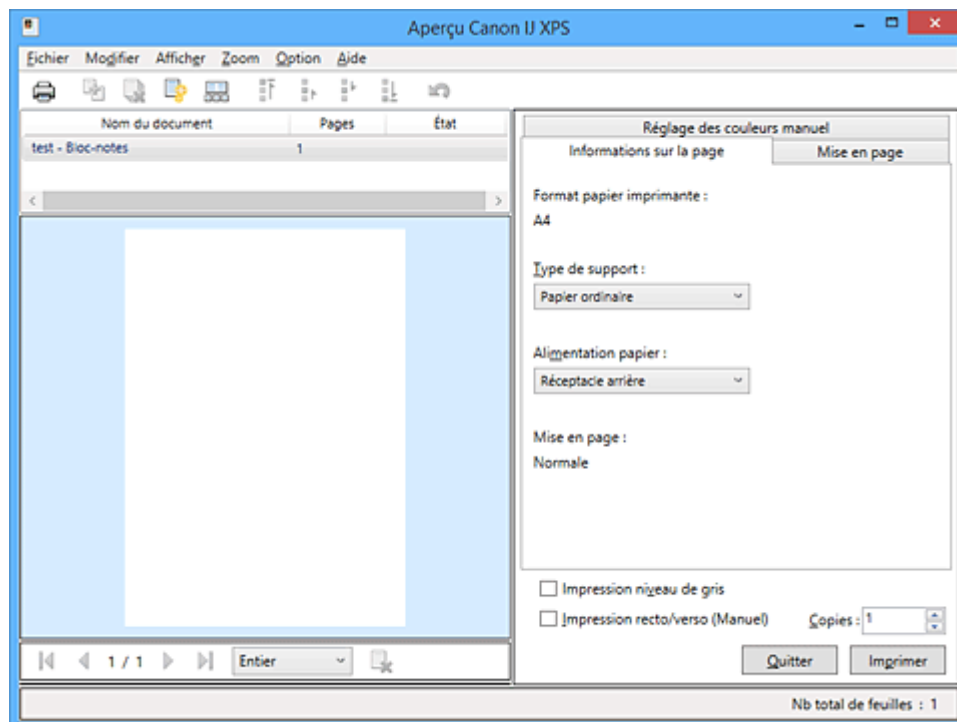 Aperçu Canon IJ XPS
Fichier Modifier Afficher Zoom Option Aide
Nom du document Pages État
test - Bloc-notes 1
Réglage des couleurs manuel
Informations sur la page Mise en page
Format papier imprimante :
A4
Type de support :
Papier ordinaire
Alimentation papier :
Réceptacle arrière
Mise en page :
Normale
Impression niveau de gris
Impression recto/verso (Manuel) Copies : 1
1 / 1 Entier
Quitter Imprimer
Nb total de feuilles : 1